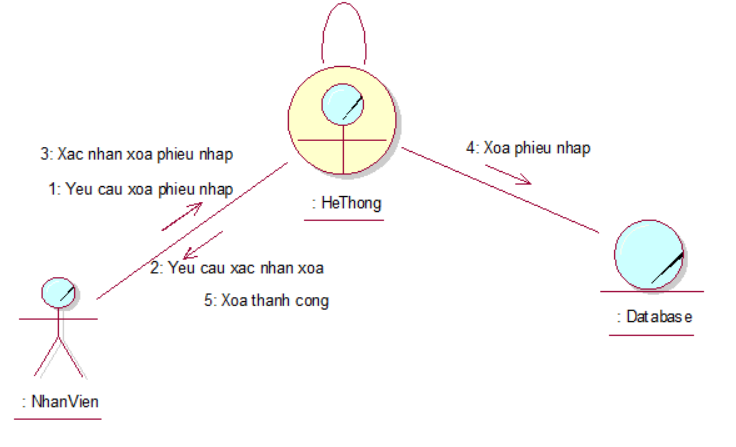 3: Xac nhan xoa phieu nhap
4: Xoa phieu nhap
1: Yeu cau xoa phieu nhap
: HeThong
2: Yeu cau xac nhan xoa
5: Xoa thanh cong
: Database
: NhanVien